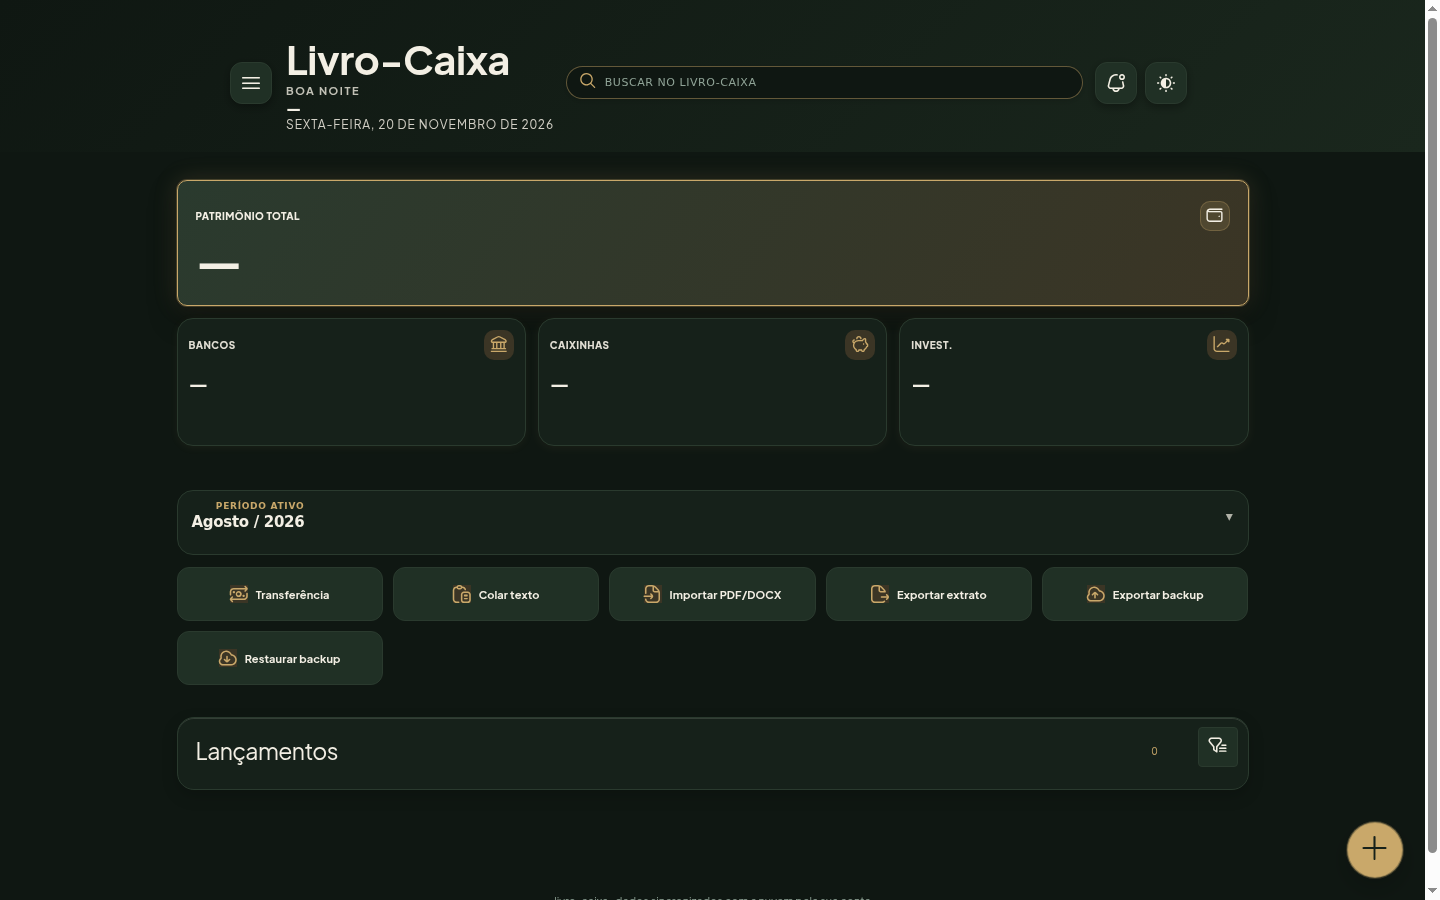 Livro-Caixa
BOA NOITE
—
SEXTA-FEIRA, 20 DE NOVEMBRO DE 2026
BUSCAR NO LIVRO-CAIXA
PATRIMÔNIO TOTAL
—
BANCOS
—
CAIXINHAS
—
INVEST.
—
PERÍODO ATIVO
Agosto / 2026
Transferência
Colar texto
Importar PDF/DOCX
Exportar extrato
Exportar backup
Restaurar backup
Lançamentos
0